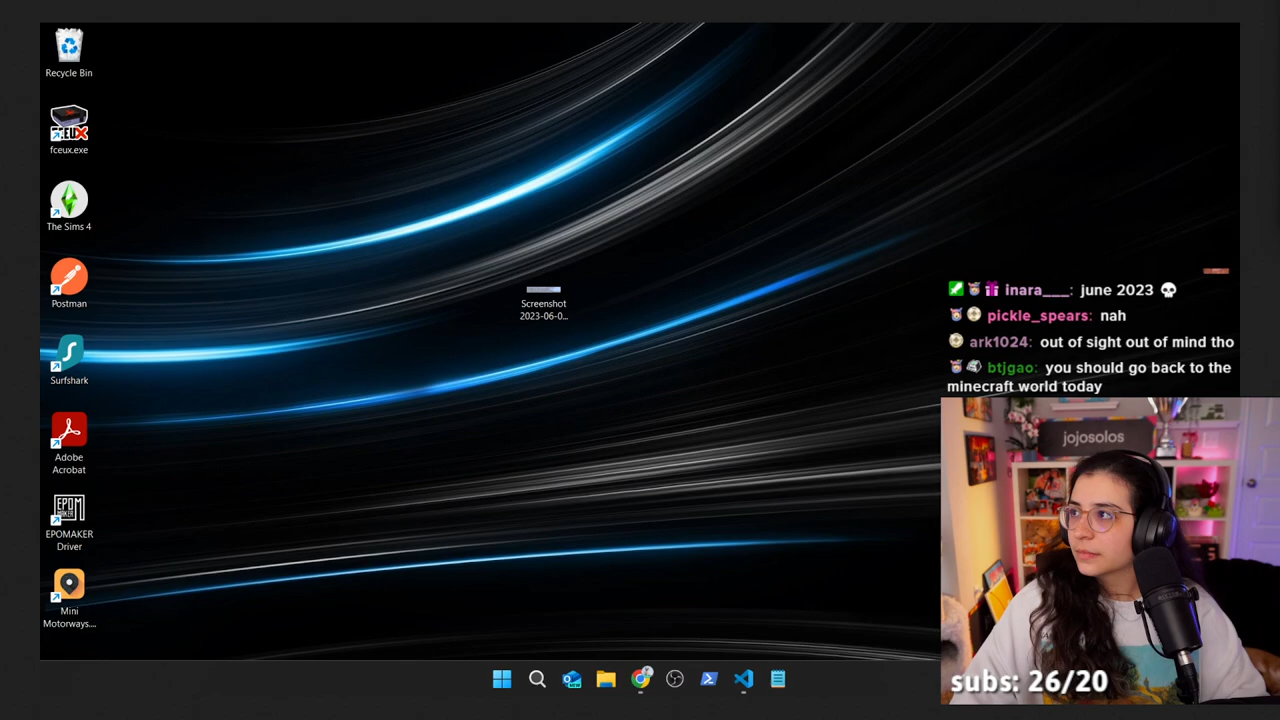 Recycle Bin
fceux.exe
The Sims 4
Postman
Surfshark
Adobe
Acrobat
EPOMAKER
Driver
Mini
Motorways...
Screenshot
2023-06-0...
inara___: june 2023
pickle_spears: nah
ark1024: out of sight out of mind tho
btjgao: you should go back to the
minecraft world today
jojosolos
subs: 26/20